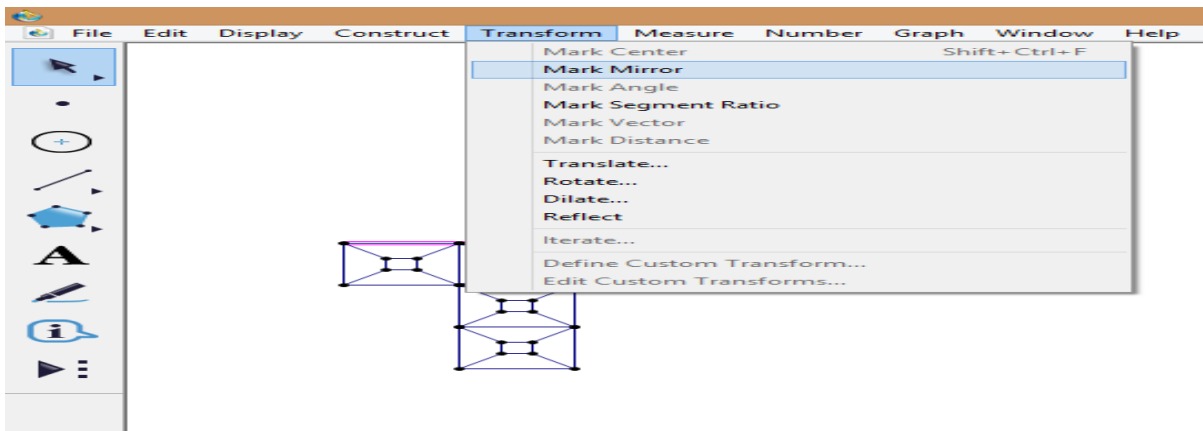 File Edit Display Construct Transform Measure Number Graph Window Help
Mark Center Shift+Ctrl+F
Mark Mirror
Mark Angle
Mark Segment Ratio
Mark Vector
Mark Distance
Translate...
Rotate...
Dilate...
Reflect
Iterate...
Define Custom Transform...
Edit Custom Transforms...
A
i